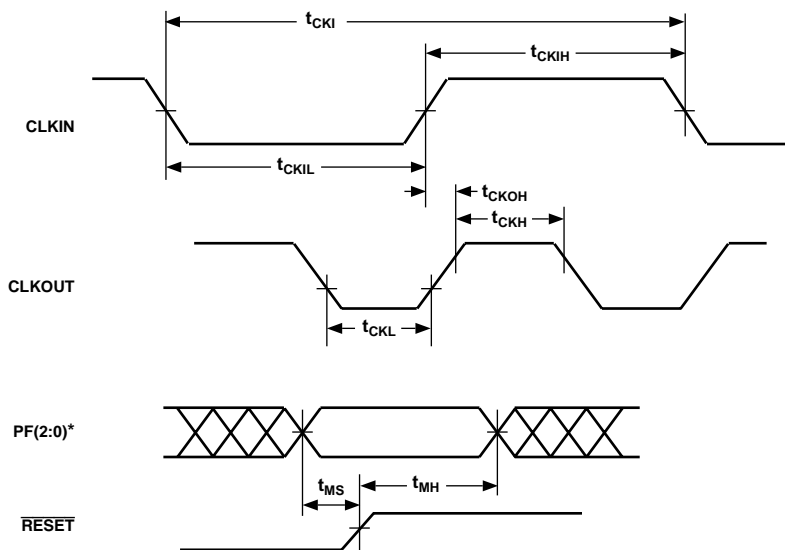 tCKI
tCKIH
CLKIN
tCKIL
tCKOH
tCKH
CLKOUT
tCKL
PF(2:0)*
tMS
tMH
RESET